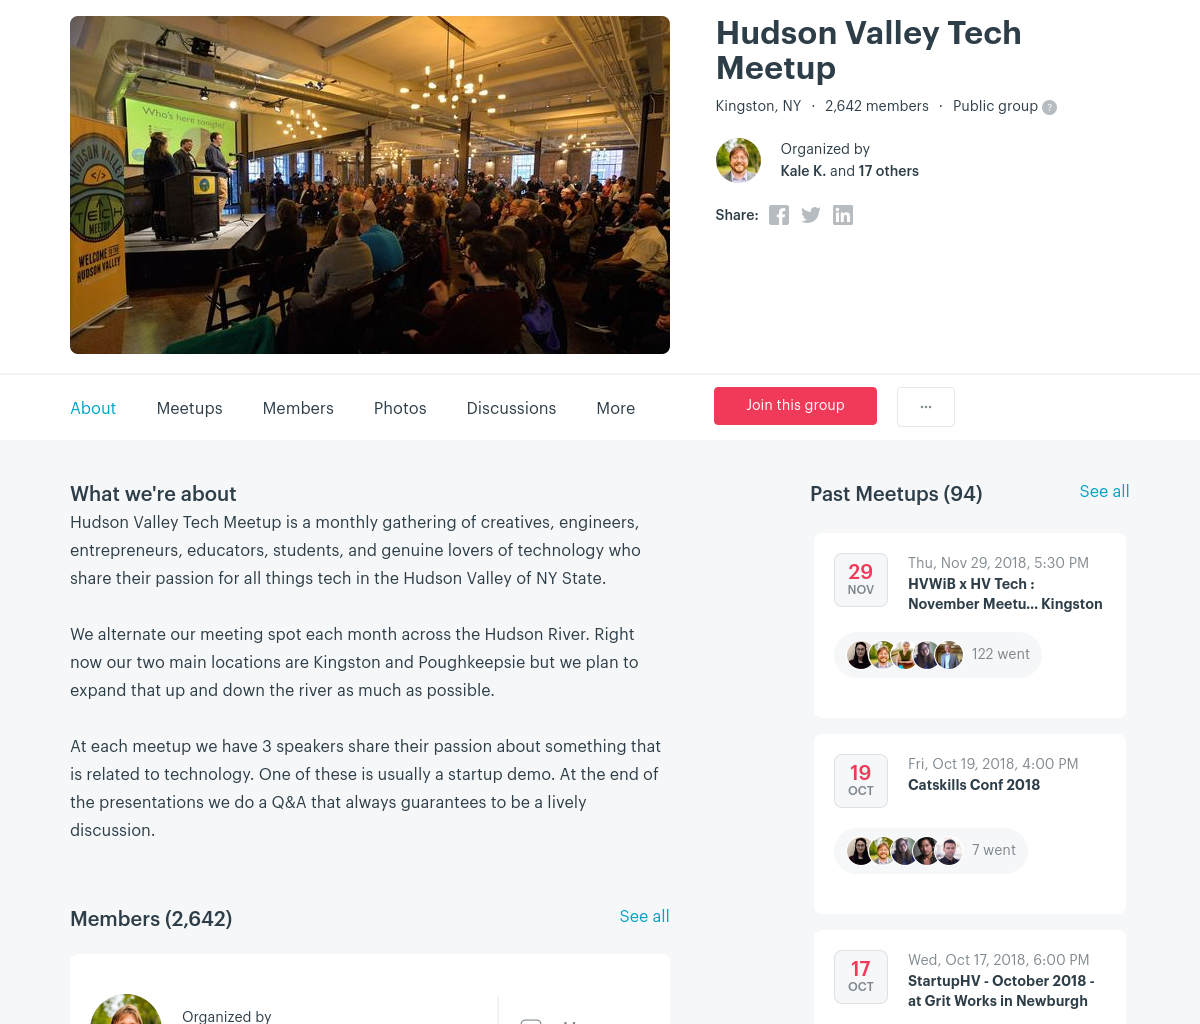 Who's here tonight?
HUDSON VALLEY
</>
TECH
MEETUP
WELCOME TO THE
HUDSON VALLEY
Hudson Valley Tech
Meetup
Kingston, NY · 2,642 members · Public group ?
Organized by
Kale K. and 17 others
Share:
About Meetups Members Photos Discussions More
Join this group
...
What we're about
Hudson Valley Tech Meetup is a monthly gathering of creatives, engineers,
entrepreneurs, educators, students, and genuine lovers of technology who
share their passion for all things tech in the Hudson Valley of NY State.
We alternate our meeting spot each month across the Hudson River. Right
now our two main locations are Kingston and Poughkeepsie but we plan to
expand that up and down the river as much as possible.
At each meetup we have 3 speakers share their passion about something that
is related to technology. One of these is usually a startup demo. At the end of
the presentations we do a Q&A that always guarantees to be a lively
discussion.
Members (2,642)
See all
Organized by
Past Meetups (94)
See all
29
NOV
Thu, Nov 29, 2018, 5:30 PM
HVWiB x HV Tech :
November Meetu... Kingston
122 went
19
OCT
Fri, Oct 19, 2018, 4:00 PM
Catskills Conf 2018
7 went
17
OCT
Wed, Oct 17, 2018, 6:00 PM
StartupHV - October 2018 -
at Grit Works in Newburgh